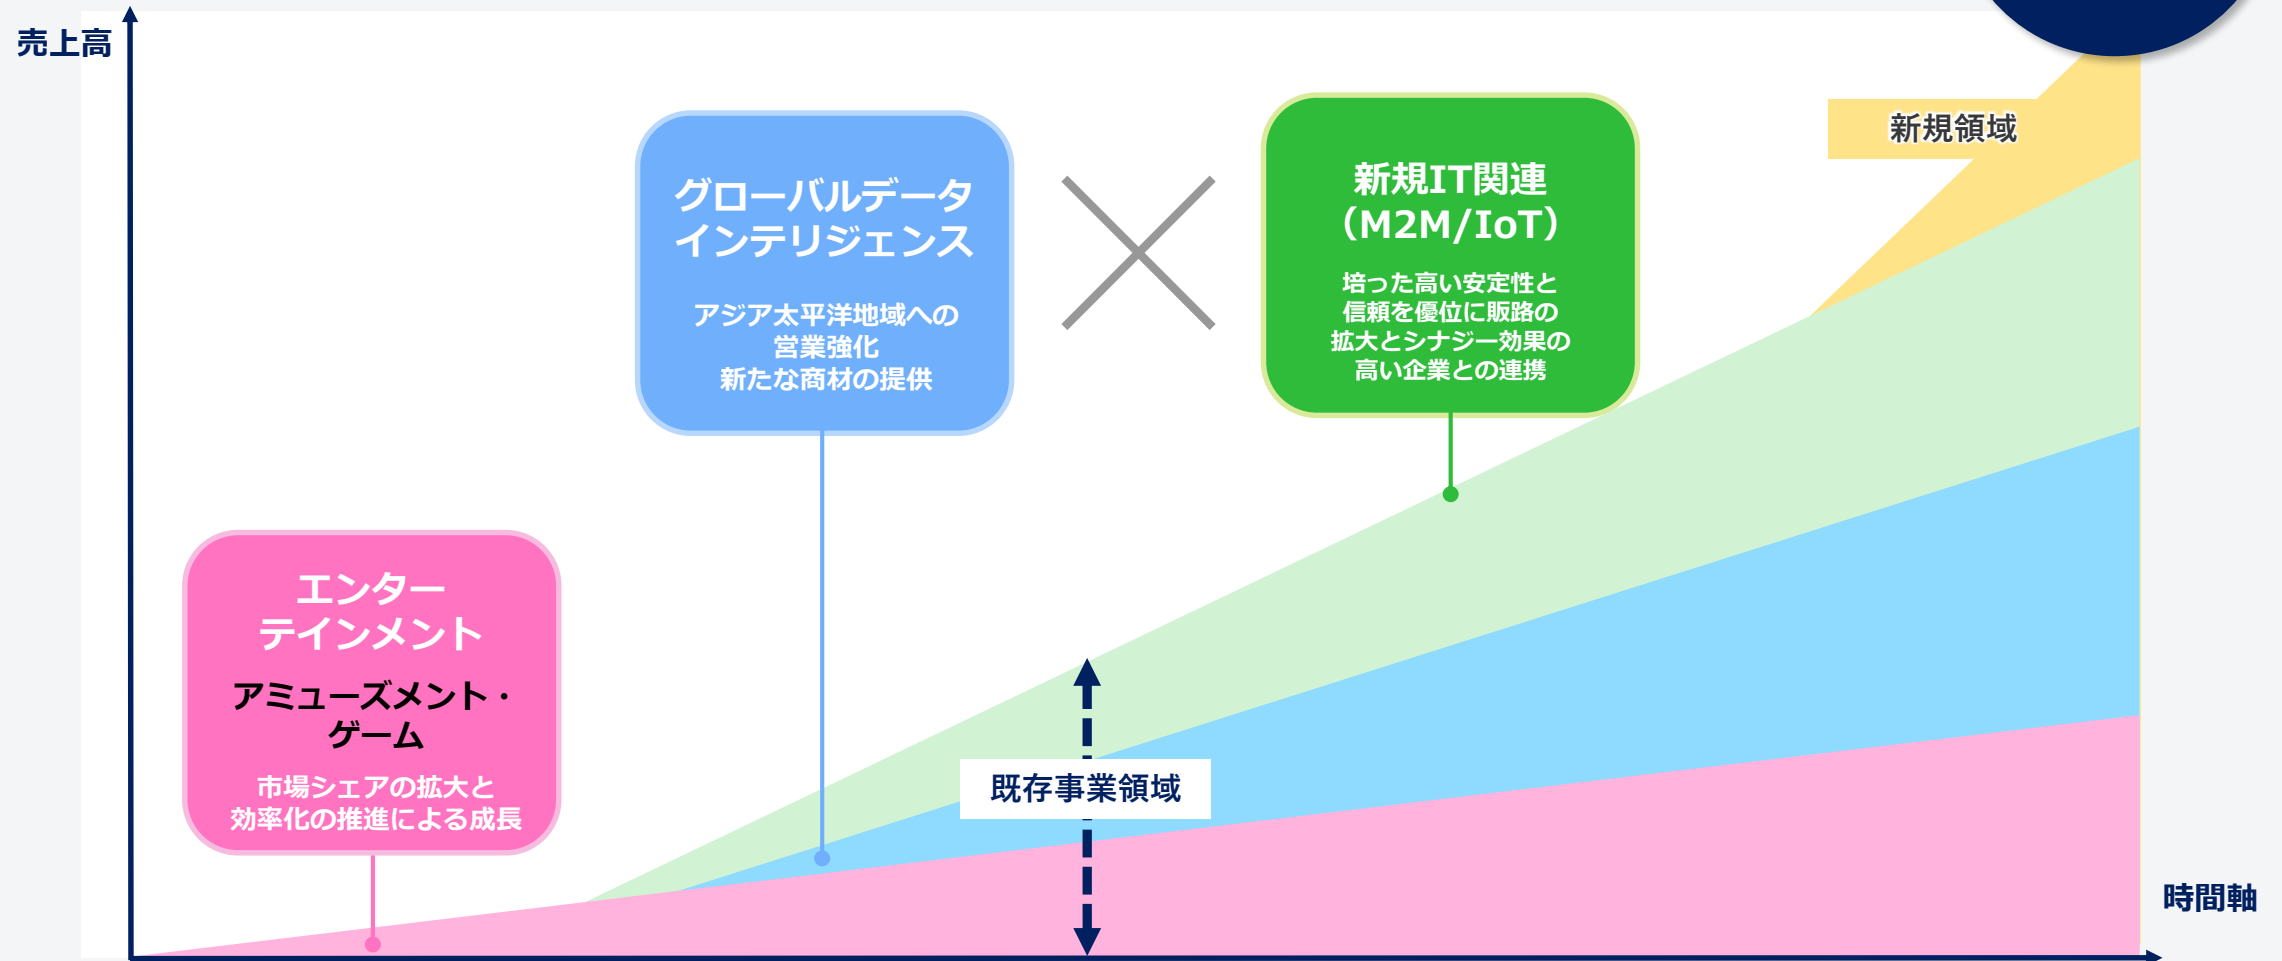 売上高
新規領域
グローバルデータ
インテリジェンス
アジア太平洋地域への
営業強化
新たな商材の提供
新規IT関連
（M2M/IoT）
培った高い安定性と
信頼を優位に販路の
拡大とシナジー効果の
高い企業との連携
エンター
テインメント
アミューズメント・
ゲーム
市場シェアの拡大と
効率化の推進による成長
既存事業領域
時間軸